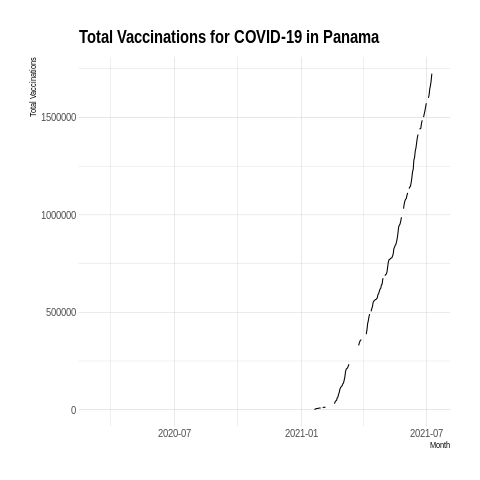 Total Vaccinations for COVID-19 in Panama
Total Vaccinations
1500000
1000000
500000
0
2020-07
2021-01
2021-07
Month